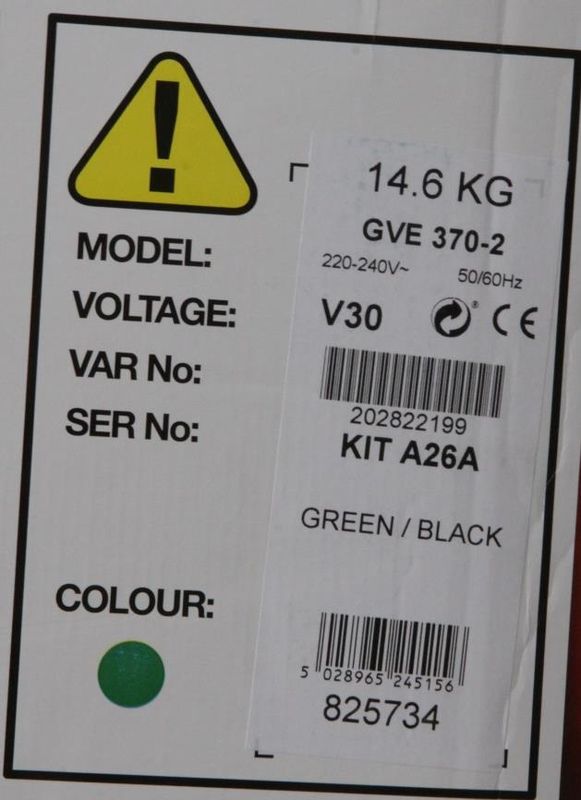 !
14.6 KG
MODEL: GVE 370-2
220-240V~ 50/60Hz
VOLTAGE: V30 ® CE
VAR No:
202822199
SER No: KIT A26A
GREEN / BLACK
COLOUR:
5 028965 245156
825734